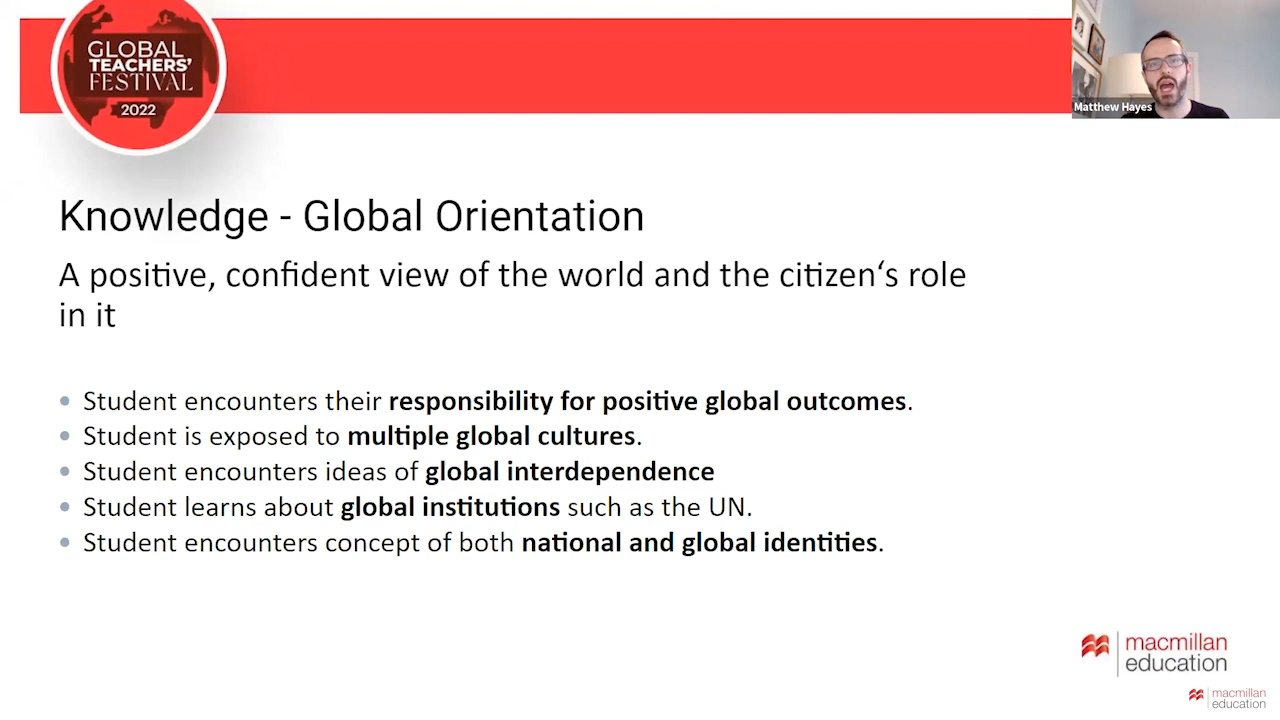 GLOBAL
TEACHERS'
FESTIVAL
2022
Matthew Hayes
Knowledge - Global Orientation
A positive, confident view of the world and the citizen‘s role
in it
• Student encounters their responsibility for positive global outcomes.
• Student is exposed to multiple global cultures.
• Student encounters ideas of global interdependence
• Student learns about global institutions such as the UN.
• Student encounters concept of both national and global identities.
macmillan
education
macmillan
education